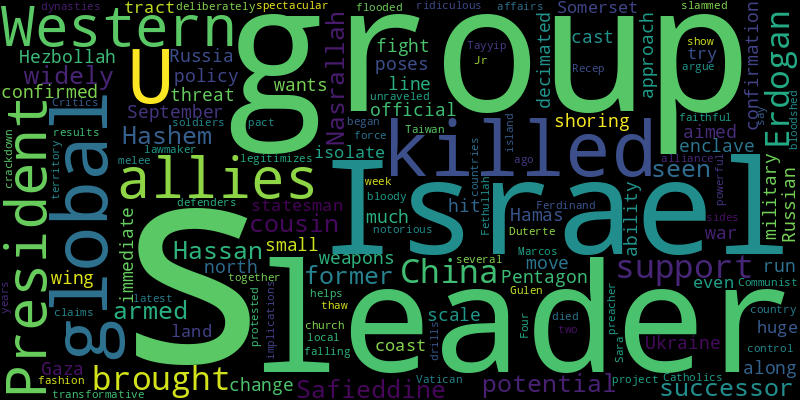 dynasties
tract
deliberately
spectacular
flooded
ridiculous
affairs
Somerset
slammed
Western
group
U
Hezbollah
Russia
fight
Tayyip
cast
show
widely
policy
poses
Jr
try
argue
confirmed
threat
wants
line
Recep
decimated
approach
confirmation
Erdogan
September
official
shoring
aimed
faithful
Critics
soldiers
pact
unraveled
began
Taiwan
force
island
say
bloodshed
crackdown
results
Hashem
Nasrallah
isolate
killed
enclave
alliance
President
global
territory
lawmaker
melee
legitimizes
ago
seen
powerful
military
Russian
allies
week
Israel
countries
Fethullah
bloody
notorious
defenders
statesman
much
hit
Hamas
Ferdinand
Duterte
ability
war
sides
immediate
cousin
S
Hassan
small
weapons
several
Marcos
move
north
former
China
Pentagon
support
even
run
wing
together
leader
Gulen
Communist
years
claims
latest
armed
protested
implications
helps
thaw
church
local
falling
scale
coast
drills
Four
died
two
preacher
Sara
Ukraine
country
huge
control
land
Gaza
fashion
brought
change
Safieddine
Vatican
potential
project
Catholics
along
successor
transformative